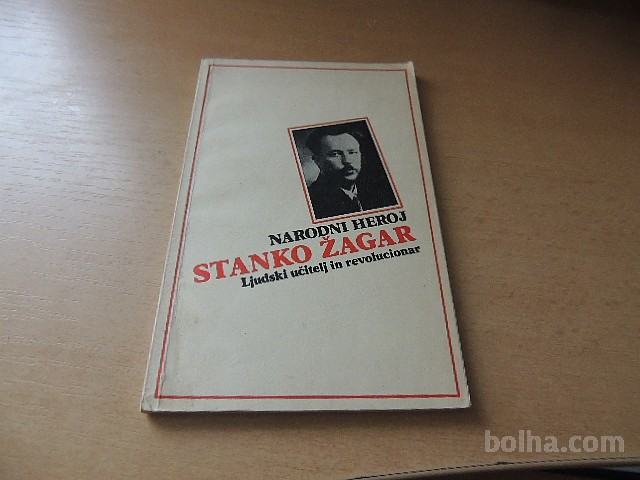 NARODNI HEROJ
STANKO ŽAGAR
Ljudski učitelj in revolucionar
bolha.com